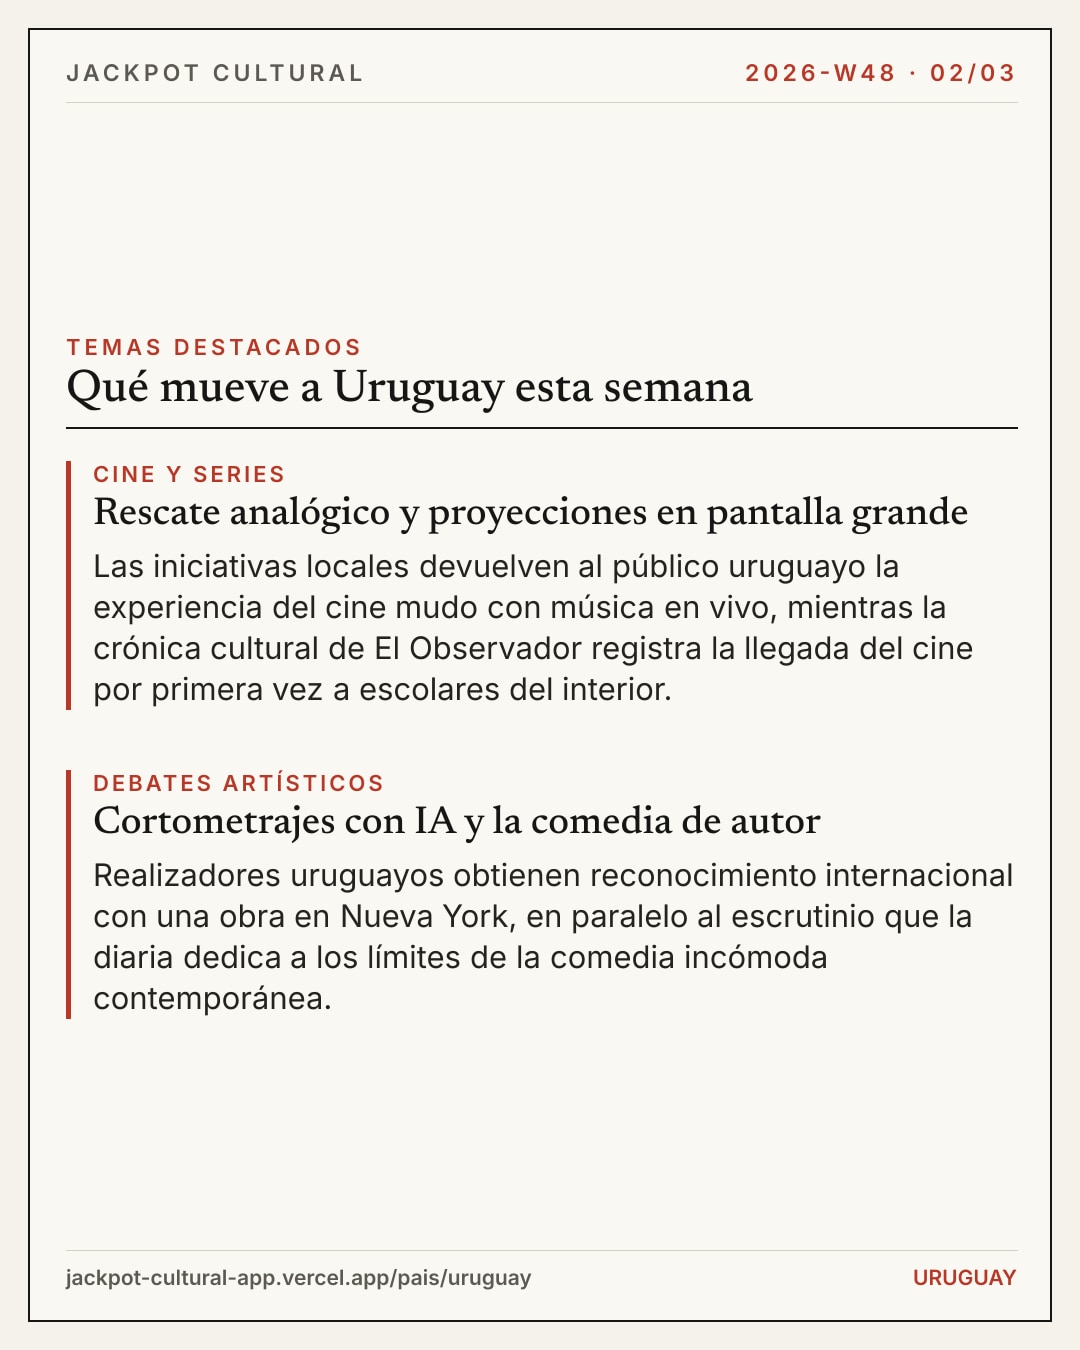 JACKPOT CULTURAL
2026-W48 · 02/03
TEMAS DESTACADOS
Qué mueve a Uruguay esta semana
CINE Y SERIES
Rescate analógico y proyecciones en pantalla grande
Las iniciativas locales devuelven al público uruguayo la
experiencia del cine mudo con música en vivo, mientras la
crónica cultural de El Observador registra la llegada del cine
por primera vez a escolares del interior.
DEBATES ARTÍSTICOS
Cortometrajes con IA y la comedia de autor
Realizadores uruguayos obtienen reconocimiento internacional
con una obra en Nueva York, en paralelo al escrutinio que la
diaria dedica a los límites de la comedia incómoda
contemporánea.
jackpot-cultural-app.vercel.app/pais/uruguay
URUGUAY